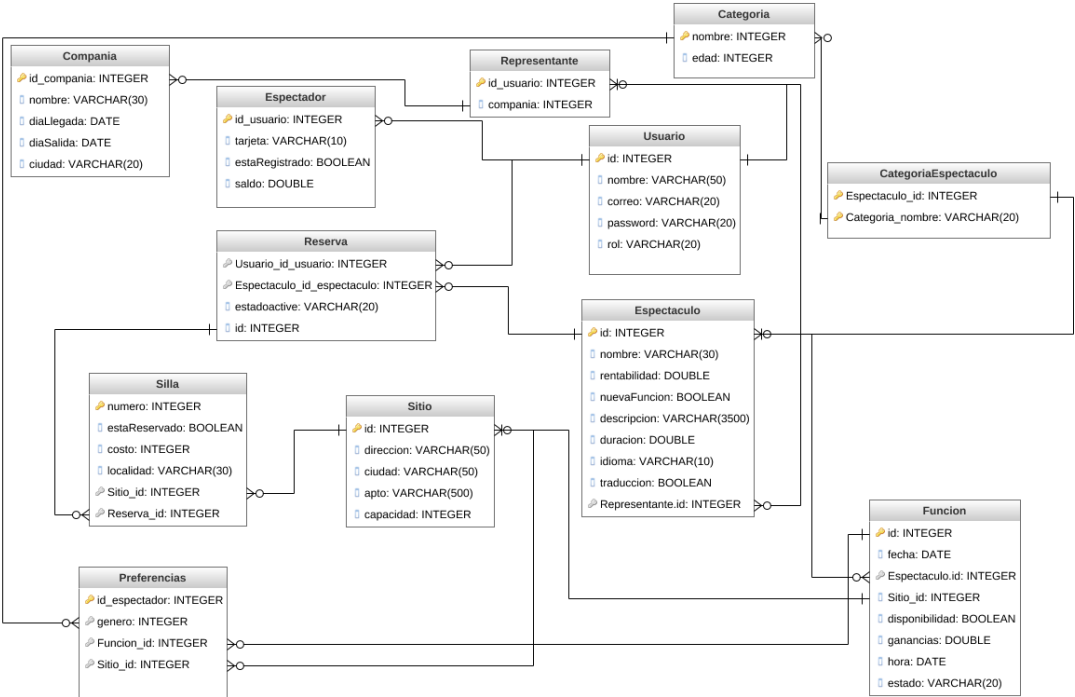 Categoria
nombre: INTEGER
edad: INTEGER
Compania
id_compania: INTEGER
nombre: VARCHAR(30)
diaLlegada: DATE
diaSalida: DATE
ciudad: VARCHAR(20)
Representante
id_usuario: INTEGER
compania: INTEGER
Espectador
id_usuario: INTEGER
tarjeta: VARCHAR(10)
estaRegistrado: BOOLEAN
saldo: DOUBLE
Usuario
id: INTEGER
nombre: VARCHAR(50)
correo: VARCHAR(20)
password: VARCHAR(20)
rol: VARCHAR(20)
CategoriaEspectaculo
Espectaculo_id: INTEGER
Categoria_nombre: VARCHAR(20)
Reserva
Usuario_id_usuario: INTEGER
Espectaculo_id_espectaculo: INTEGER
estadoactive: VARCHAR(20)
id: INTEGER
Espectaculo
id: INTEGER
nombre: VARCHAR(30)
rentabilidad: DOUBLE
nuevaFuncion: BOOLEAN
descripcion: VARCHAR(3500)
duracion: DOUBLE
idioma: VARCHAR(10)
traduccion: BOOLEAN
Representante.id: INTEGER
Silla
numero: INTEGER
estaReservado: BOOLEAN
costo: INTEGER
localidad: VARCHAR(30)
Sitio_id: INTEGER
Reserva_id: INTEGER
Sitio
id: INTEGER
direccion: VARCHAR(50)
ciudad: VARCHAR(50)
apto: VARCHAR(500)
capacidad: INTEGER
Funcion
id: INTEGER
fecha: DATE
Espectaculo.id: INTEGER
Sitio_id: INTEGER
disponibilidad: BOOLEAN
ganancias: DOUBLE
hora: DATE
estado: VARCHAR(20)
Preferencias
id_espectador: INTEGER
genero: INTEGER
Funcion_id: INTEGER
Sitio_id: INTEGER